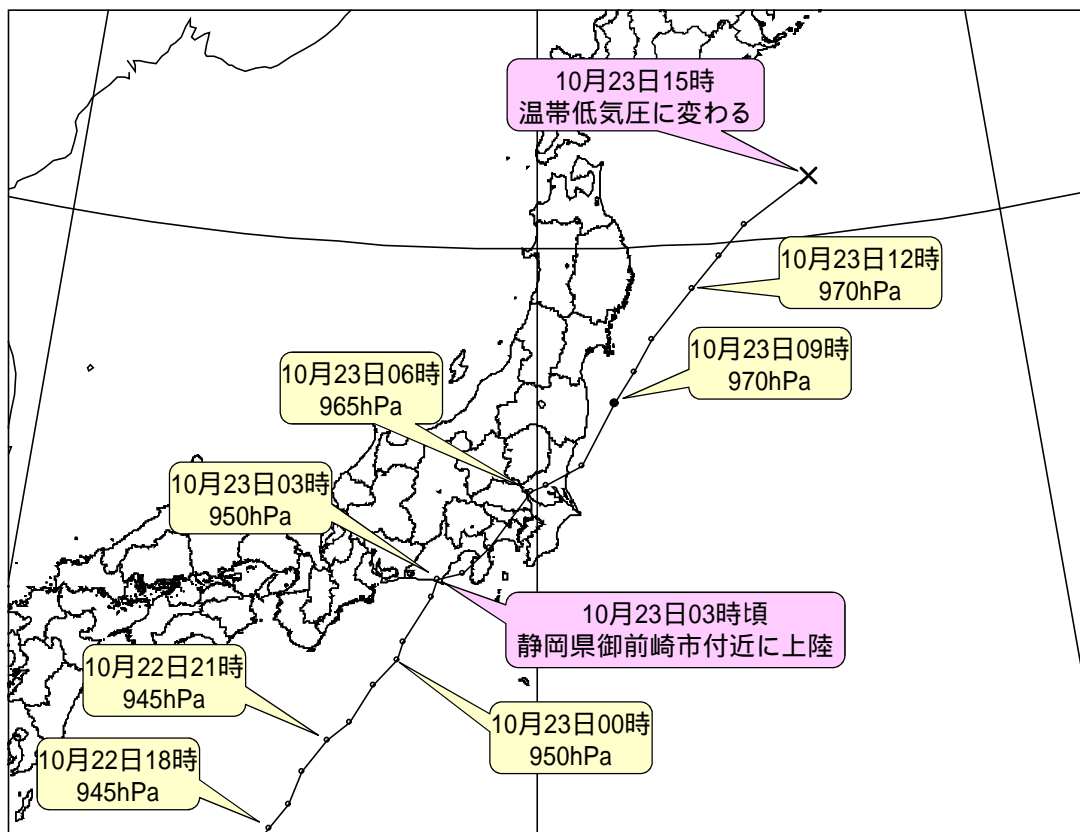 10月23日15時
温帯低気圧に変わる
10月23日12時
970hPa
10月23日09時
970hPa
10月23日06時
965hPa
10月23日03時
950hPa
10月23日03時頃
静岡県御前崎市付近に上陸
10月22日21時
945hPa
10月23日00時
950hPa
10月22日18時
945hPa